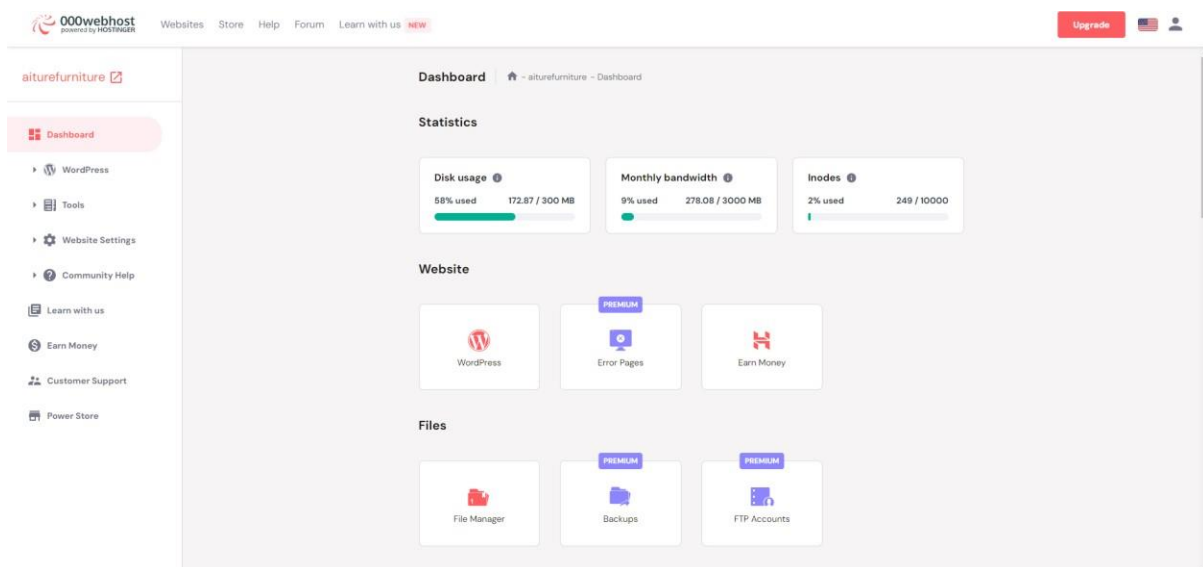 000webhost
powered by HOSTINGER
Websites Store Help Forum Learn with us NEW
Upgrade
aiturefurniture
Dashboard
WordPress
Tools
Website Settings
Community Help
Learn with us
Earn Money
Customer Support
Power Store
Dashboard - aiturefurniture - Dashboard
Statistics
Disk usage
58% used 172.87 / 300 MB
Monthly bandwidth
9% used 278.08 / 3000 MB
Inodes
2% used 249 / 10000
Website
WordPress
PREMIUM
Error Pages
Earn Money
Files
File Manager
PREMIUM
Backups
PREMIUM
FTP Accounts